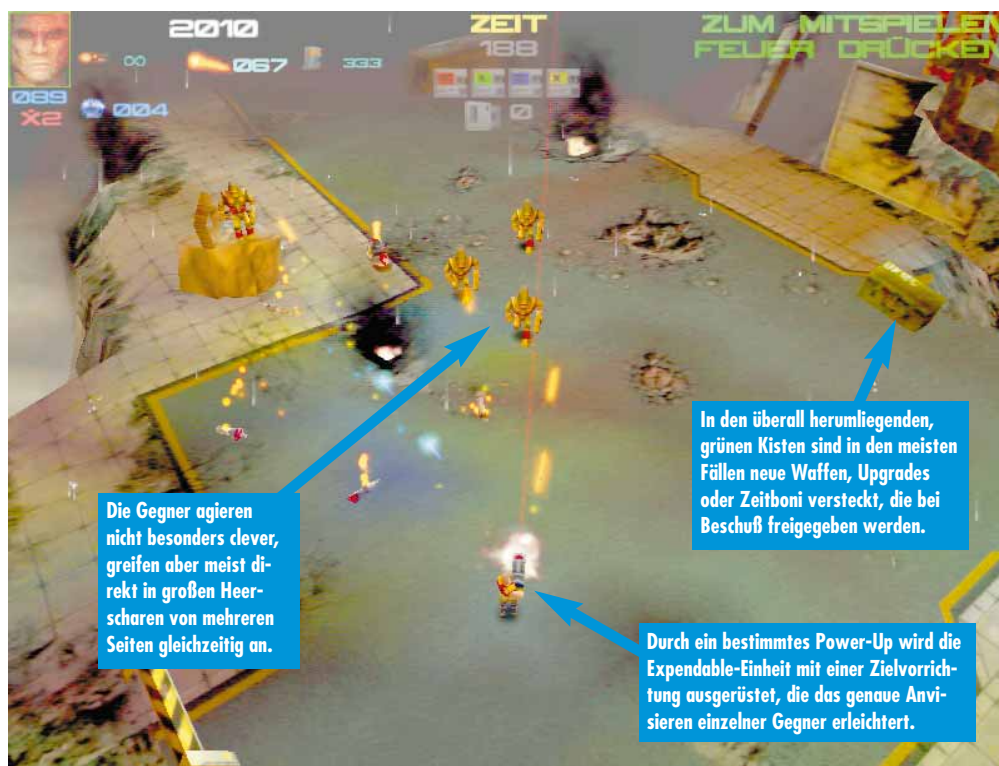 2010
ZEIT
188
ZUM MITSPIELEN
FEUER DRÜCKEN
∞
067
333
089
X2
004
0
In den überall herumliegenden,
grünen Kisten sind in den meisten
Fällen neue Waffen, Upgrades
oder Zeitboni versteckt, die bei
Beschuß freigegeben werden.
Die Gegner agieren
nicht besonders clever,
greifen aber meist di-
rekt in großen Heer-
scharen von mehreren
Seiten gleichzeitig an.
Durch ein bestimmtes Power-Up wird die
Expendable-Einheit mit einer Zielvorrich-
tung ausgerüstet, die das genaue Anvi-
sieren einzelner Gegner erleichtert.